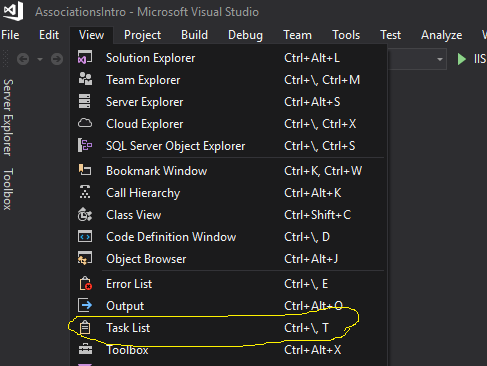 AssociationsIntro - Microsoft Visual Studio
File Edit View Project Build Debug Team Tools Test Analyze W
Solution Explorer Ctrl+Alt+L IIS
Team Explorer Ctrl+\, Ctrl+M
Server Explorer Ctrl+Alt+S
Cloud Explorer Ctrl+\, Ctrl+X
SQL Server Object Explorer Ctrl+\, Ctrl+S
Bookmark Window Ctrl+K, Ctrl+W
Call Hierarchy Ctrl+Alt+K
Class View Ctrl+Shift+C
Code Definition Window Ctrl+\, D
Object Browser Ctrl+Alt+J
Error List Ctrl+\, E
Output Ctrl+Alt+O
Task List Ctrl+\, T
Toolbox Ctrl+Alt+X
Server Explorer
Toolbox